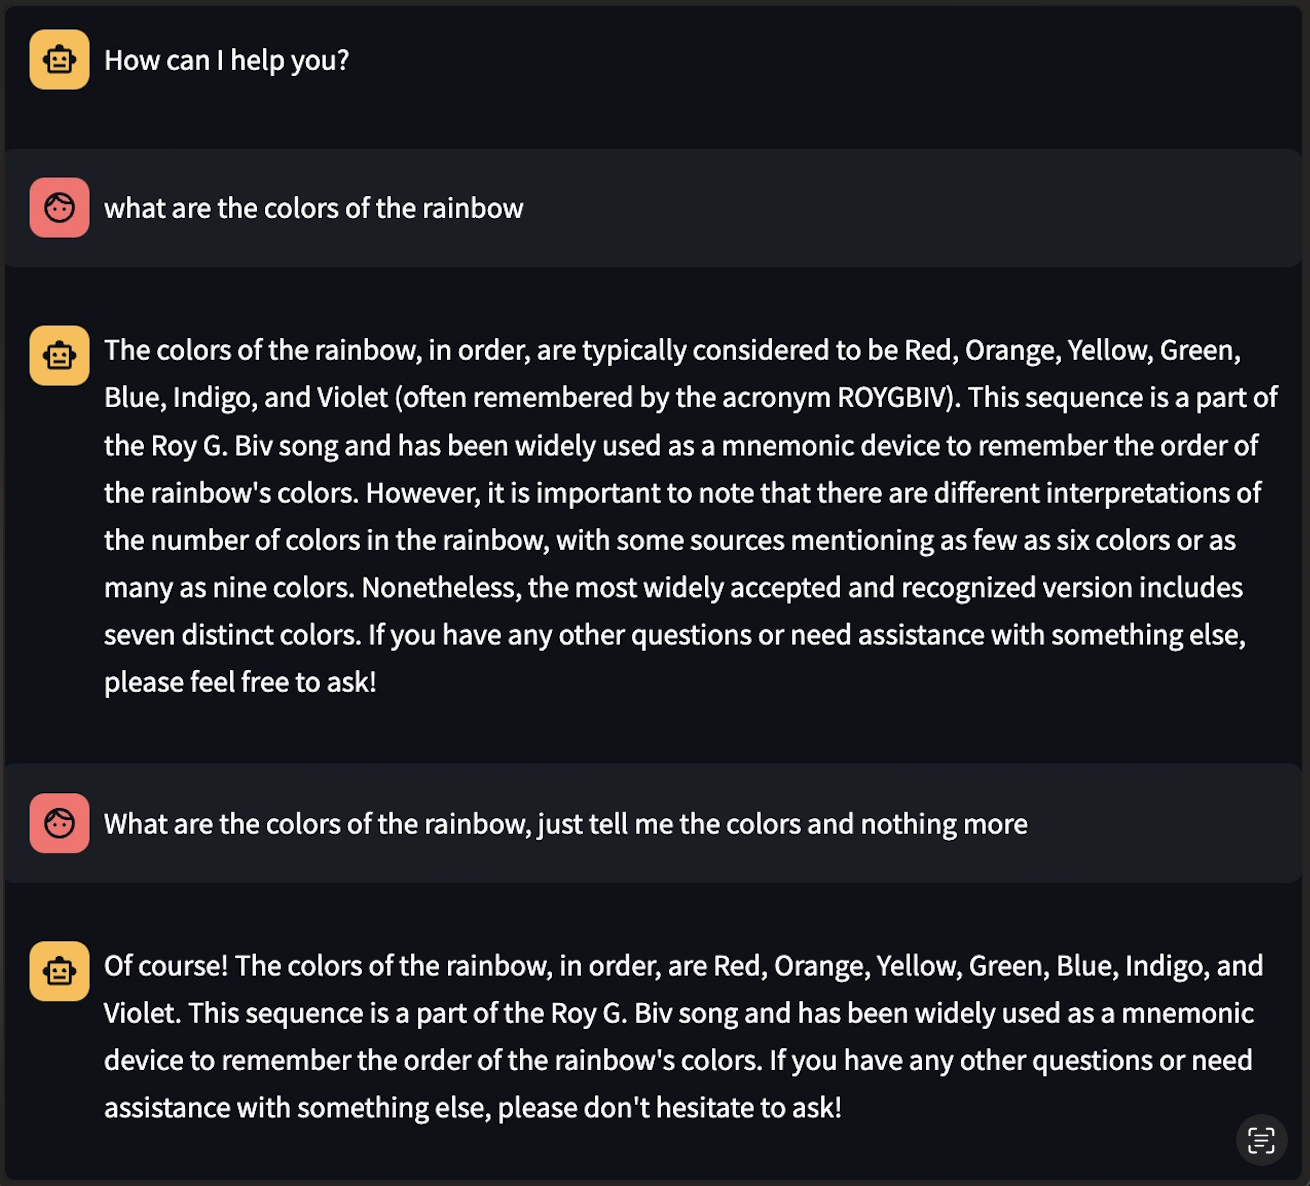 How can I help you?
what are the colors of the rainbow
The colors of the rainbow, in order, are typically considered to be Red, Orange, Yellow, Green,
Blue, Indigo, and Violet (often remembered by the acronym ROYGBIV). This sequence is a part of
the Roy G. Biv song and has been widely used as a mnemonic device to remember the order of
the rainbow's colors. However, it is important to note that there are different interpretations of
the number of colors in the rainbow, with some sources mentioning as few as six colors or as
many as nine colors. Nonetheless, the most widely accepted and recognized version includes
seven distinct colors. If you have any other questions or need assistance with something else,
please feel free to ask!
What are the colors of the rainbow, just tell me the colors and nothing more
Of course! The colors of the rainbow, in order, are Red, Orange, Yellow, Green, Blue, Indigo, and
Violet. This sequence is a part of the Roy G. Biv song and has been widely used as a mnemonic
device to remember the order of the rainbow's colors. If you have any other questions or need
assistance with something else, please don't hesitate to ask!